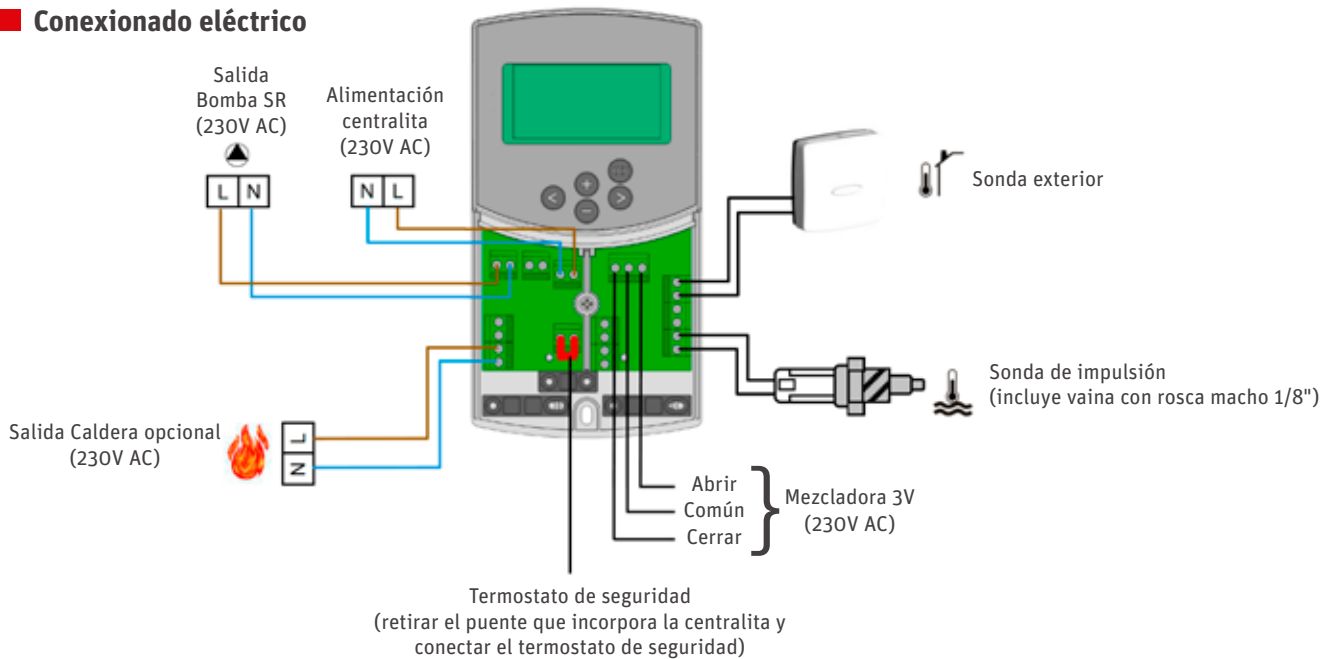 Conexionado eléctrico
Salida
Bomba SR
(230V AC)
L N
Alimentación
centralita
(230V AC)
N L
Sonda exterior
Sonda de impulsión
(incluye vaina con rosca macho 1/8")
Salida Caldera opcional
(230V AC)
L
N
Abrir
Común
Cerrar
Mezcladora 3V
(230V AC)
Termostato de seguridad
(retirar el puente que incorpora la centralita y
conectar el termostato de seguridad)